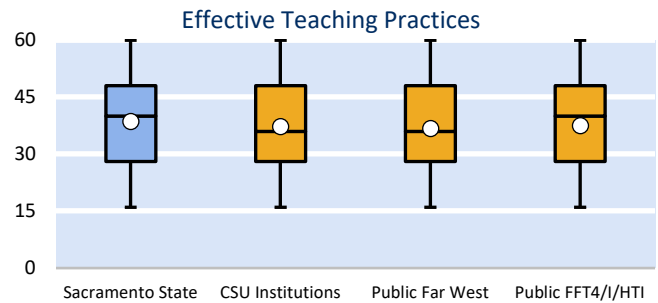 Effective Teaching Practices
60
45
30
15
0
Sacramento State CSU Institutions Public Far West Public FFT4/I/HTI